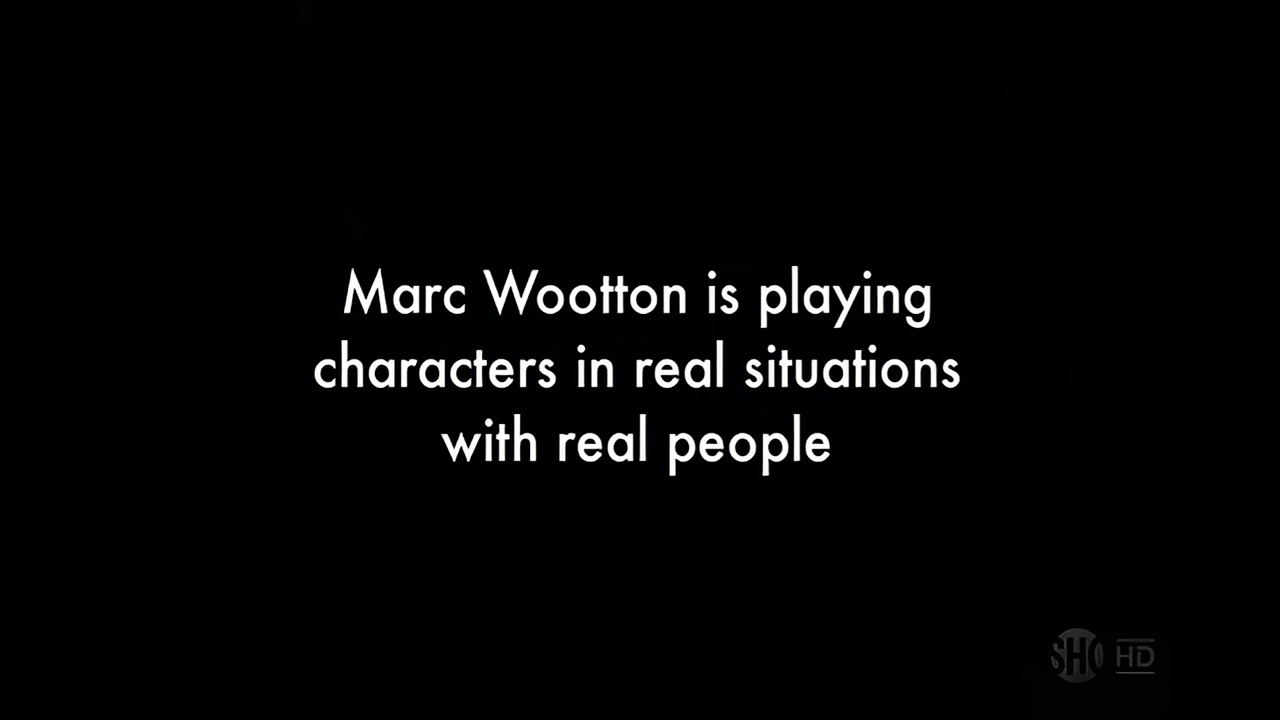 Marc Wootton is playing
characters in real situations
with real people
SHO HD